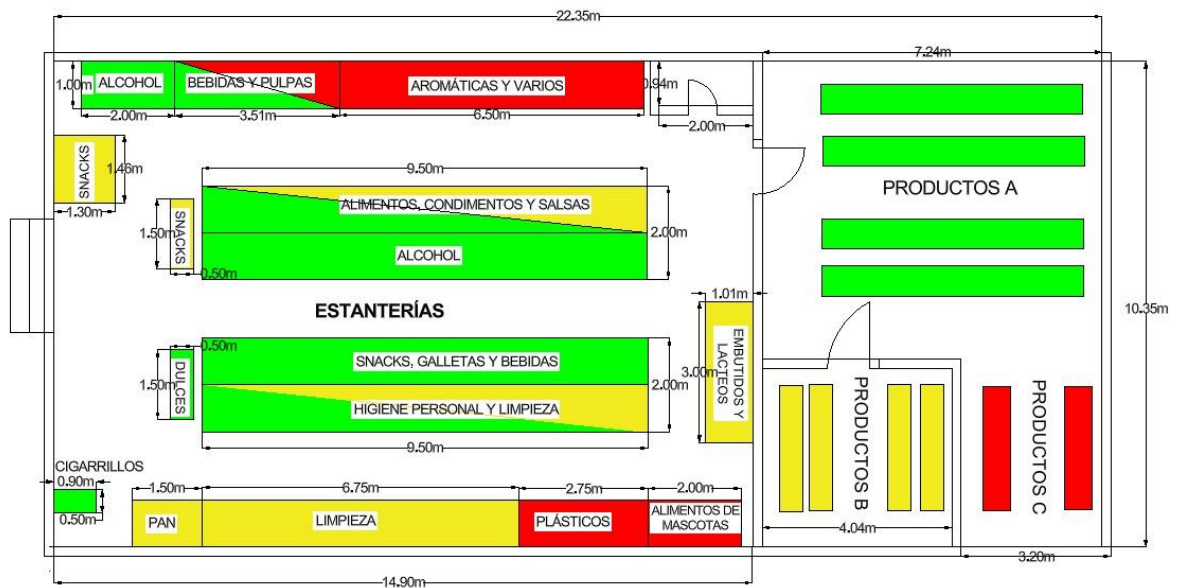 22.35m
7.24m
1.00m
ALCOHOL
BEBIDAS Y PULPAS
AROMÁTICAS Y VARIOS
0.94m
2.00m
3.51m
6.50m
2.00m
SNACKS
1.46m
1.30m
9.50m
PRODUCTOS A
SNACKS
1.50m
0.50m
ALIMENTOS, CONDIMENTOS Y SALSAS
2.00m
ALCOHOL
1.01m
ESTANTERÍAS
10.35m
0.50m
DULCES
1.50m
SNACKS, GALLETAS Y BEBIDAS
2.00m
HIGIENE PERSONAL Y LIMPIEZA
3.00m
EMBUTIDOS Y
LACTEOS
9.50m
CIGARRILLOS
0.90m
0.50m
1.50m
6.75m
2.75m
2.00m
PAN
LIMPIEZA
PLÁSTICOS
ALIMENTOS DE
MASCOTAS
PRODUCTOS B
PRODUCTOS C
4.04m
3.20m
14.90m